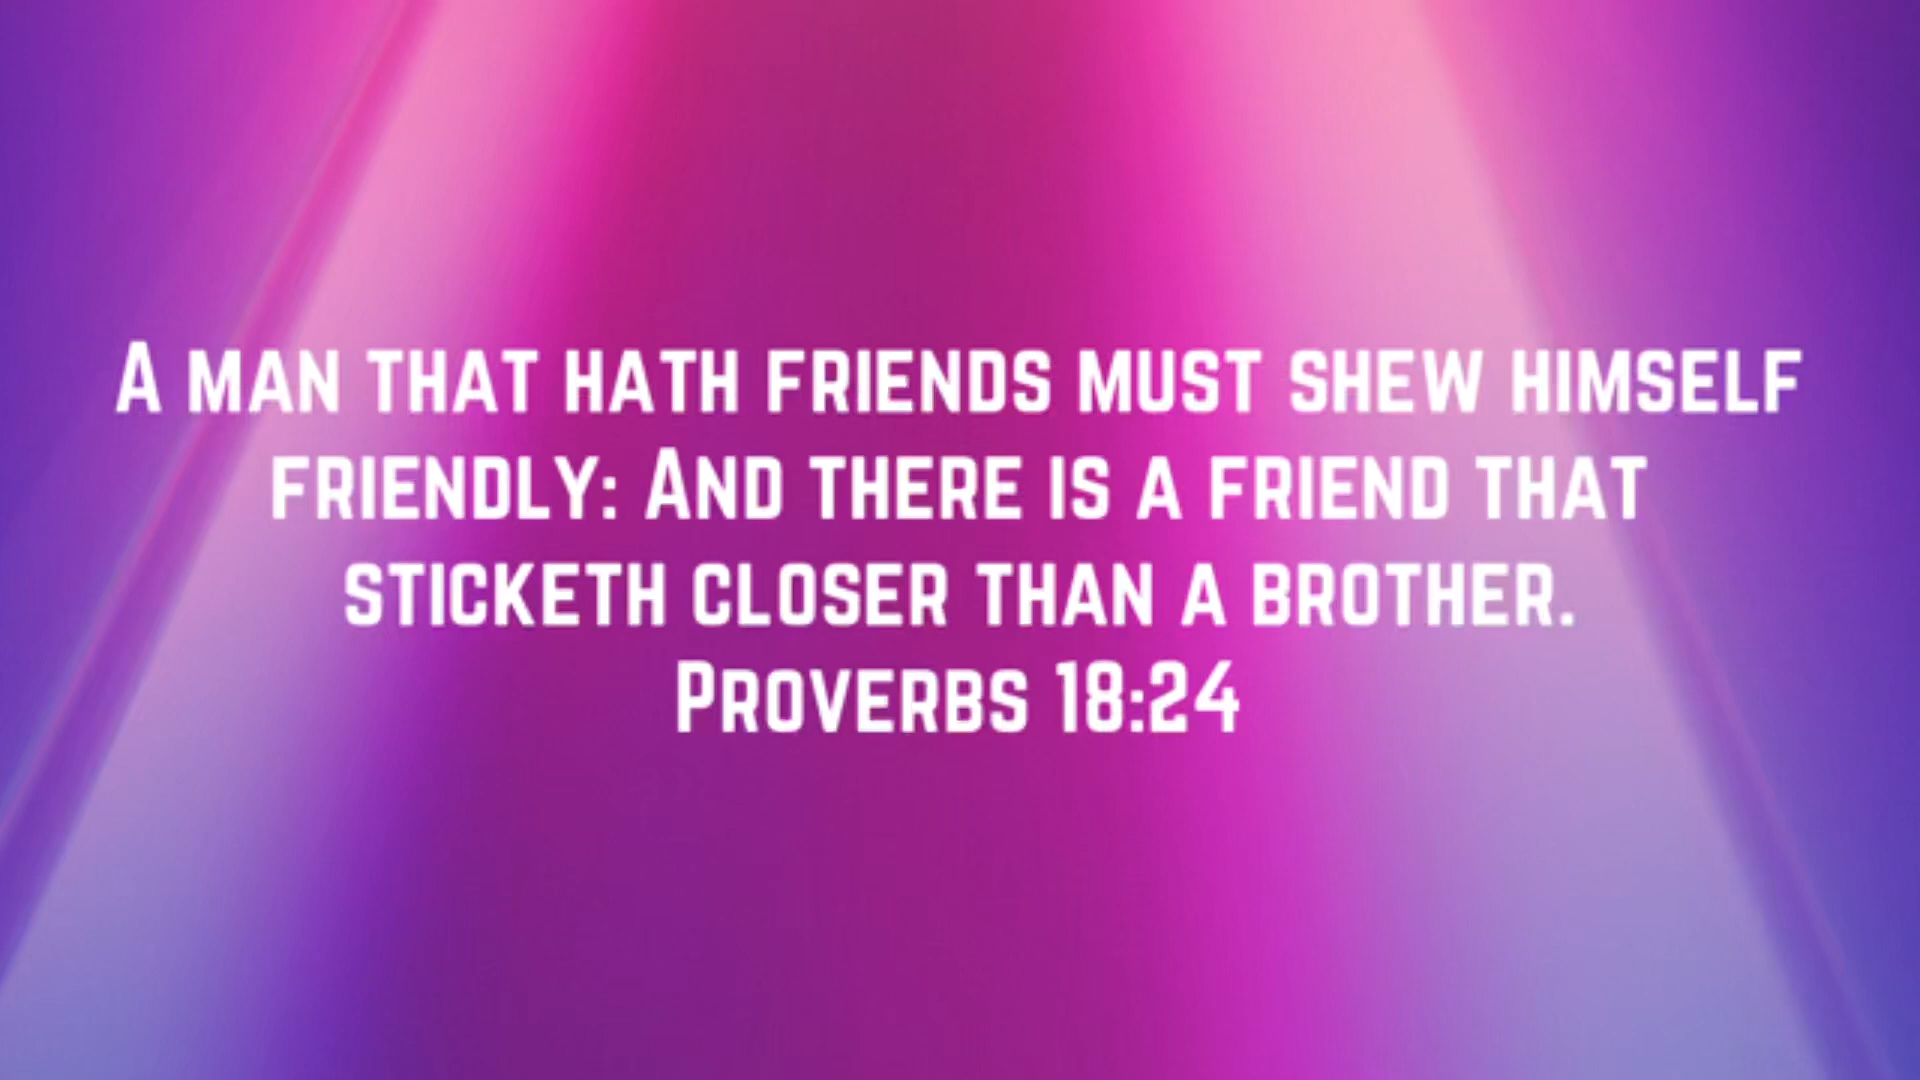 A man that hath friends must shew himself
friendly: And there is a friend that
sticketh closer than a brother.
Proverbs 18:24